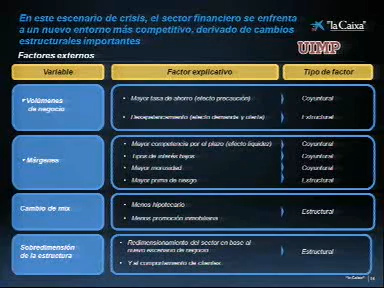 En este escenario de crisis, el sector financiero se enfrenta
a un nuevo entorno más competitivo, derivado de cambios
estructurales importantes
"la Caixa"
UIMP
Factores externos
Variable
Factor explicativo
Tipo de factor
• Volúmenes
de negocio
• Mayor tasa de ahorro (efecto precaución)
Coyuntural
• Desapalancamiento (efecto demanda y oferta)
Estructural
• Márgenes
• Mayor competencia por el plazo (efecto liquidez)
Coyuntural
• Tipos de interés bajos
Coyuntural
• Mayor morosidad
Coyuntural
• Mayor prima de riesgo
Estructural
Cambio de mix
• Menos hipotecario
• Menos promoción inmobiliaria
Estructural
Sobredimensión
de la estructura
• Redimensionamiento del sector en base al
nuevo escenario de negocio
• Y el comportamiento de clientes
Estructural
"la Caixa"